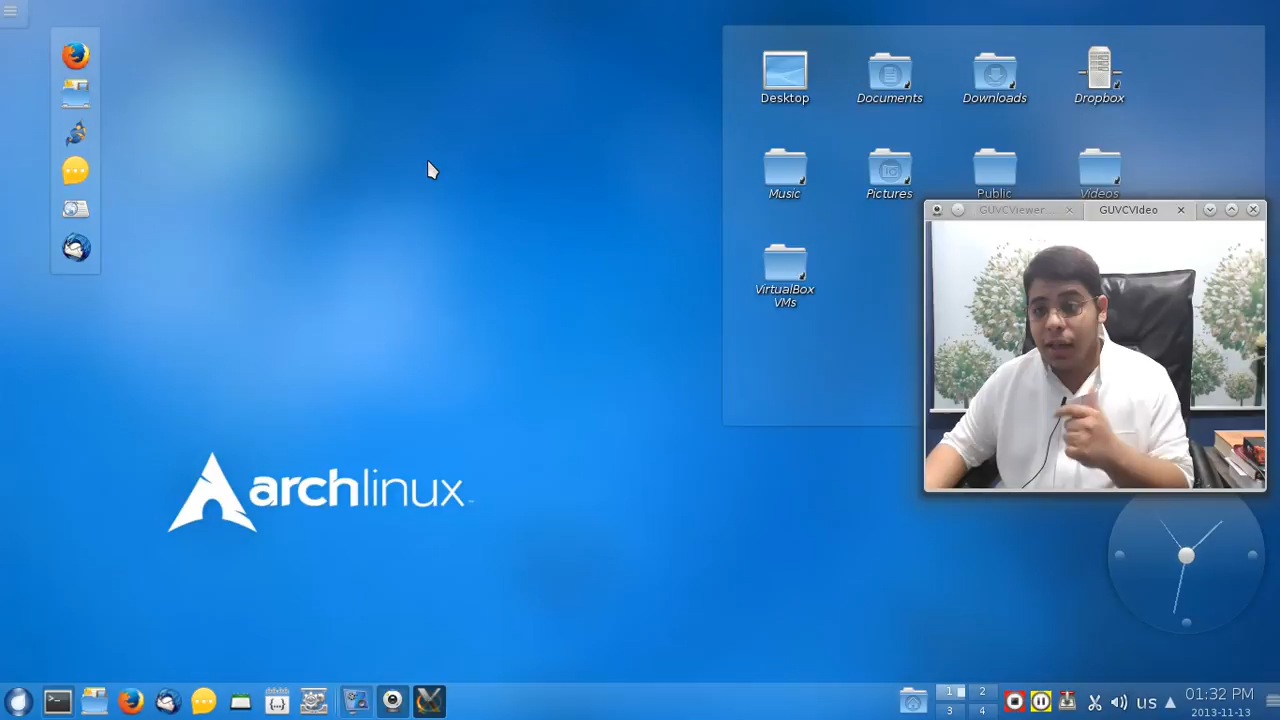 Desktop
Documents
Downloads
Dropbox
Music
Pictures
Public
Videos
GUVCViewer...
GUVCVIdeo
VirtualBox
VMs
archlinux
1
2
3
4
us
01:32 PM
2013-11-13